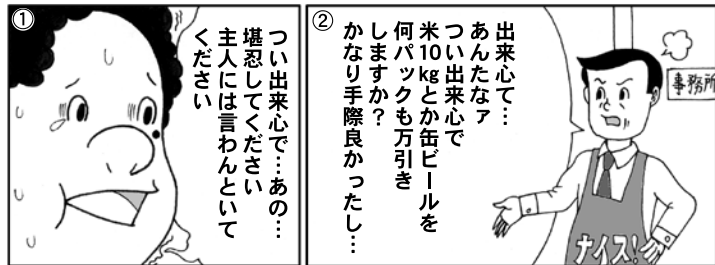 ①
つい出来心で…あの…
堪忍してください
主人には言わんといて
ください
②
出来心て…
あんたなァ
つい出来心で
米10㎏とか缶ビールを
何パックも万引き
しますか？
かなり手際良かったし…
事務所
ナイス！